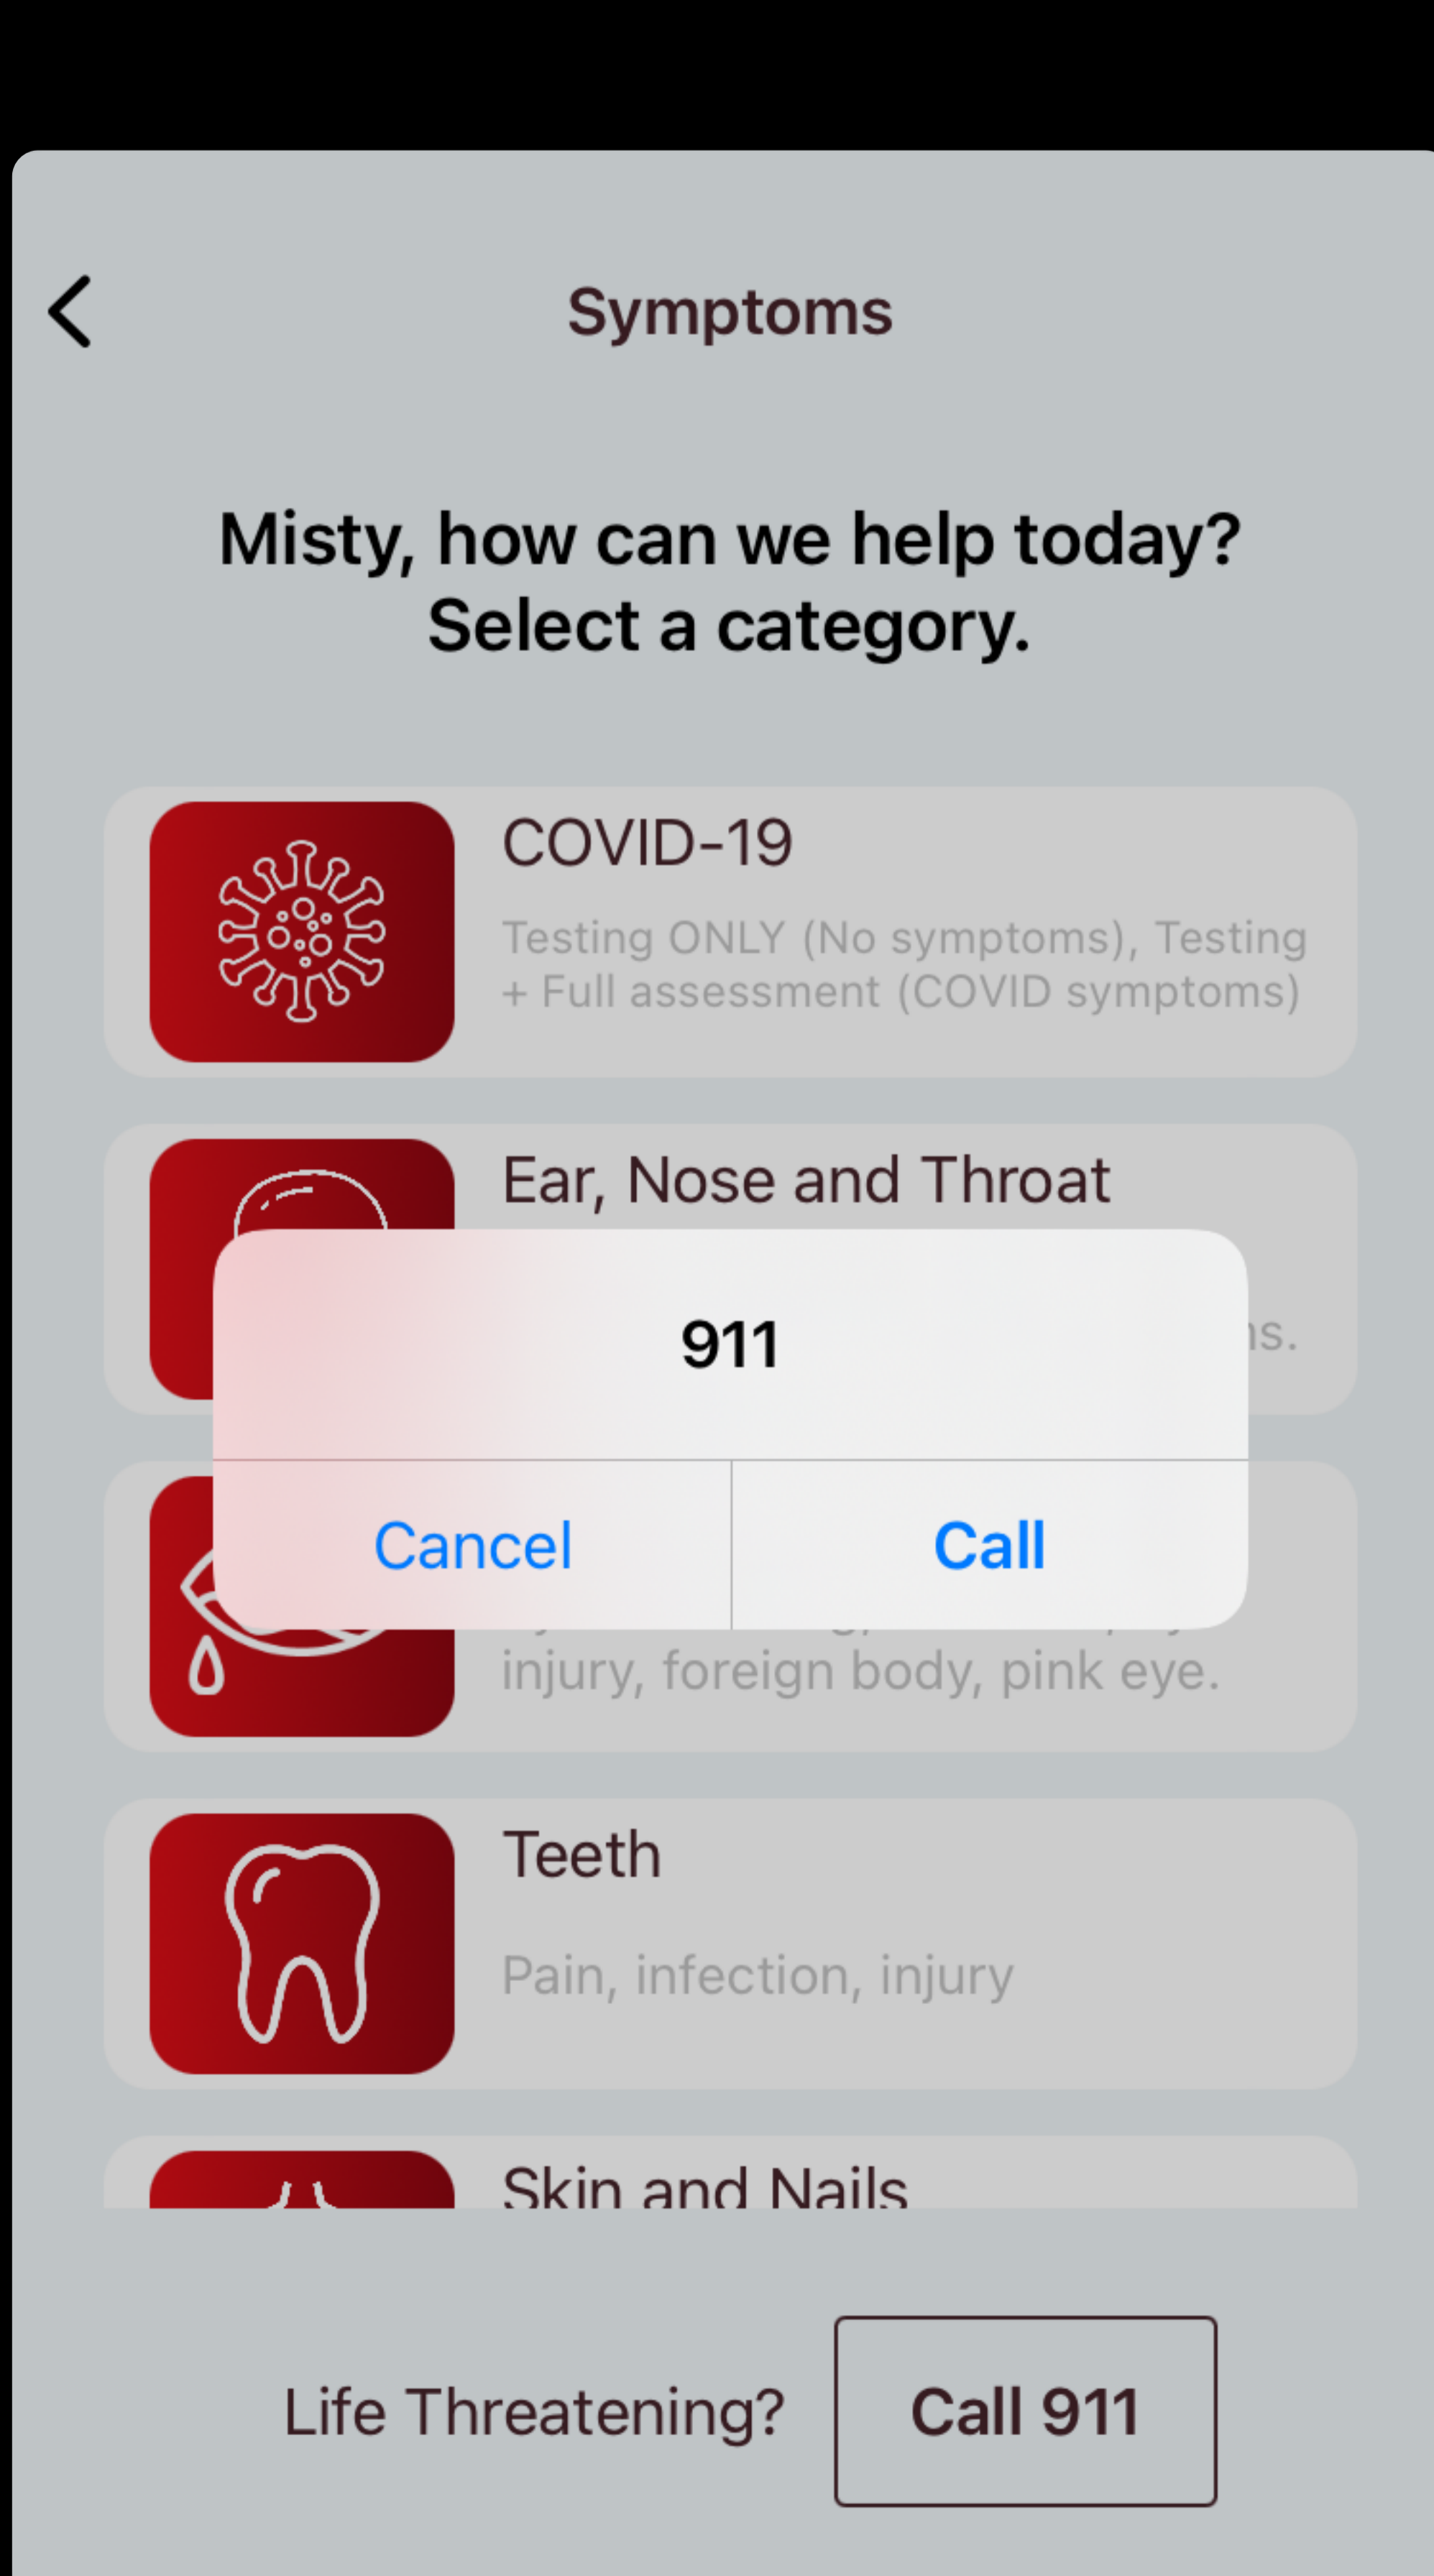 Symptoms
Misty, how can we help today?
Select a category.
COVID-19
Testing ONLY (No symptoms), Testing
+ Full assessment (COVID symptoms)
Ear, Nose and Throat
911
Cancel
Call
injury, foreign body, pink eye.
Teeth
Pain, infection, injury
Skin and Nails
Life Threatening?
Call 911